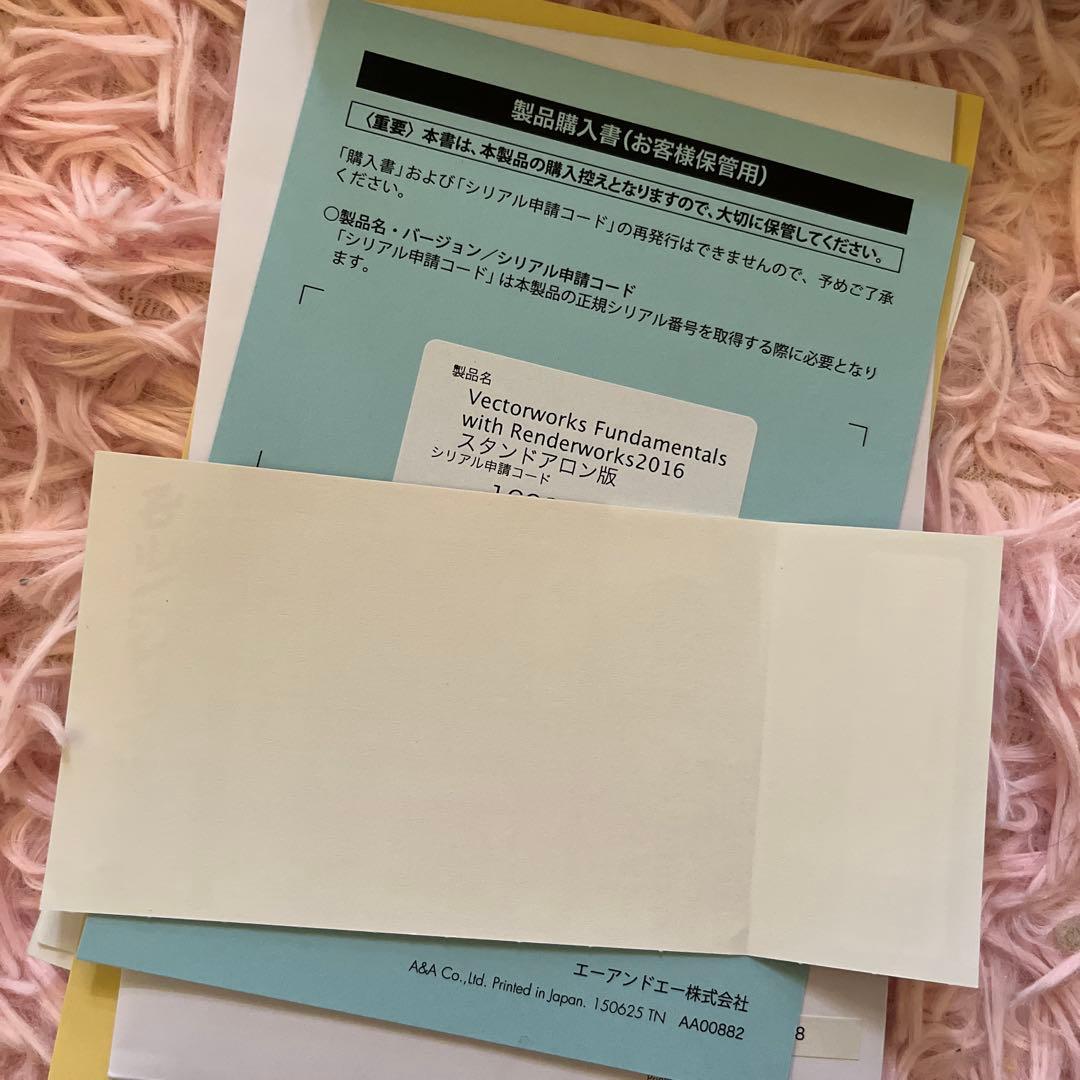 製品購入書(お客様保管用)
〈重要〉本書は、本製品の購入控えとなりますので、大切に保管してください。
「購入書」および「シリアル申請コード」の再発行はできませんので、予めご了承
ください。
○製品名・バージョン／シリアル申請コード
「シリアル申請コード」は本製品の正規シリアル番号を取得する際に必要となり
ます。
製品名
Vectorworks Fundamentals
with Renderworks2016
スタンドアロン版
シリアル申請コード
エーアンドエー株式会社
A&A Co.,Ltd. Printed in Japan. 150625 TN AA00882
8